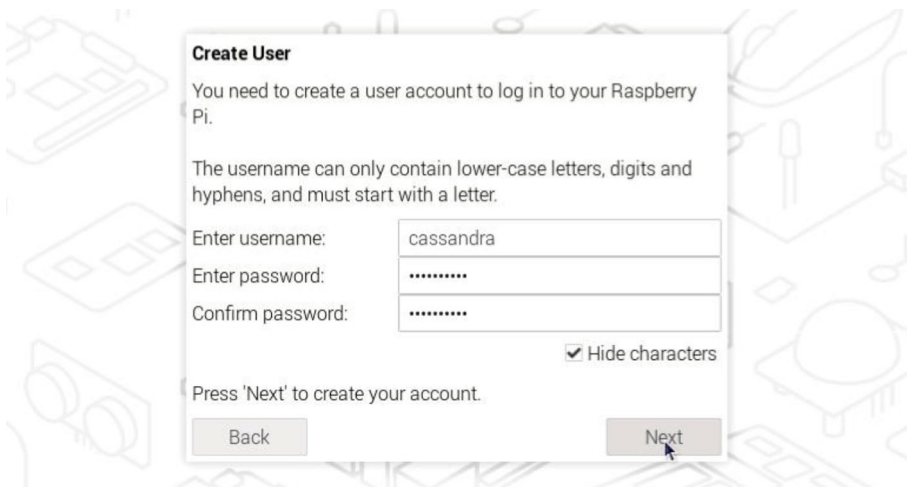 Create User
You need to create a user account to log in to your Raspberry
Pi.
The username can only contain lower-case letters, digits and
hyphens, and must start with a letter.
Enter username: cassandra
Enter password: ••••••••••
Confirm password: ••••••••••
Hide characters
Press 'Next' to create your account.
Back Next